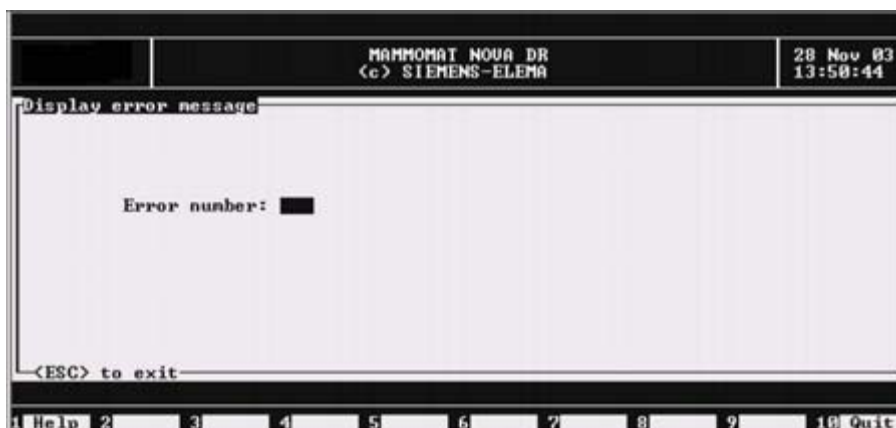 MAMMOMAT NOVA DR
(c) SIEMENS-ELEMA
28 Nov 03
13:50:44
Display error message
Error number:
<ESC> to exit
1 Help 2 3 4 5 6 7 8 9 10 Quit